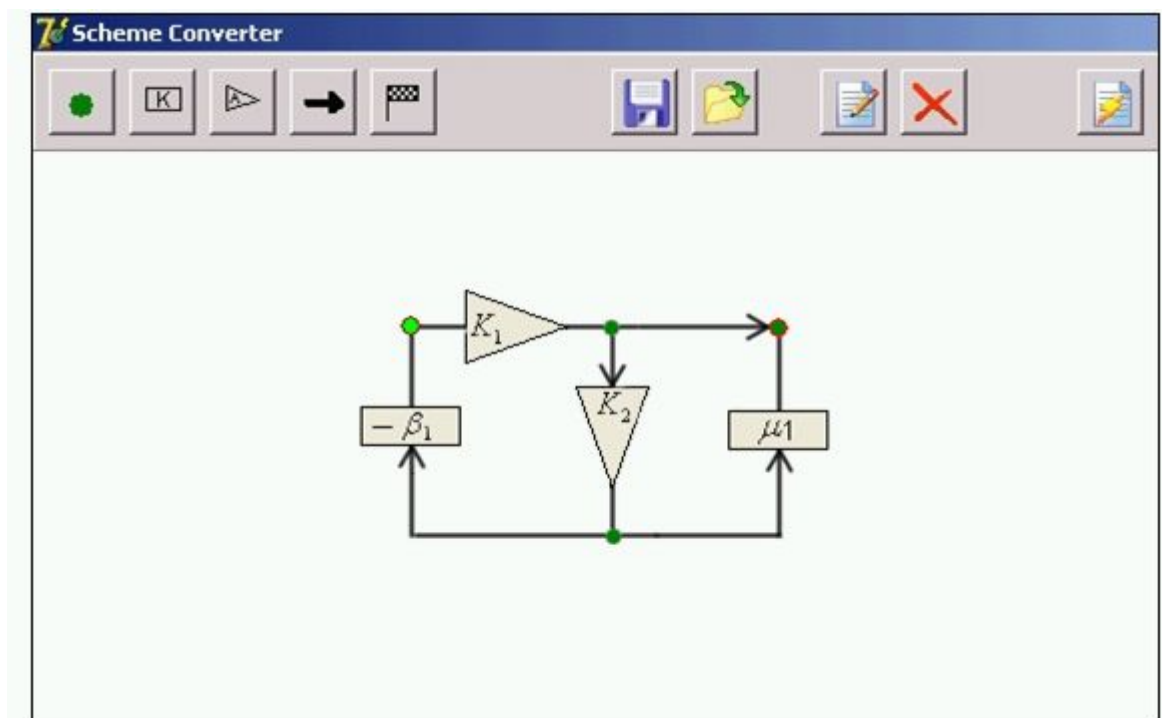 Scheme Converter
K A
K₁
K₂
− β₁
μ1